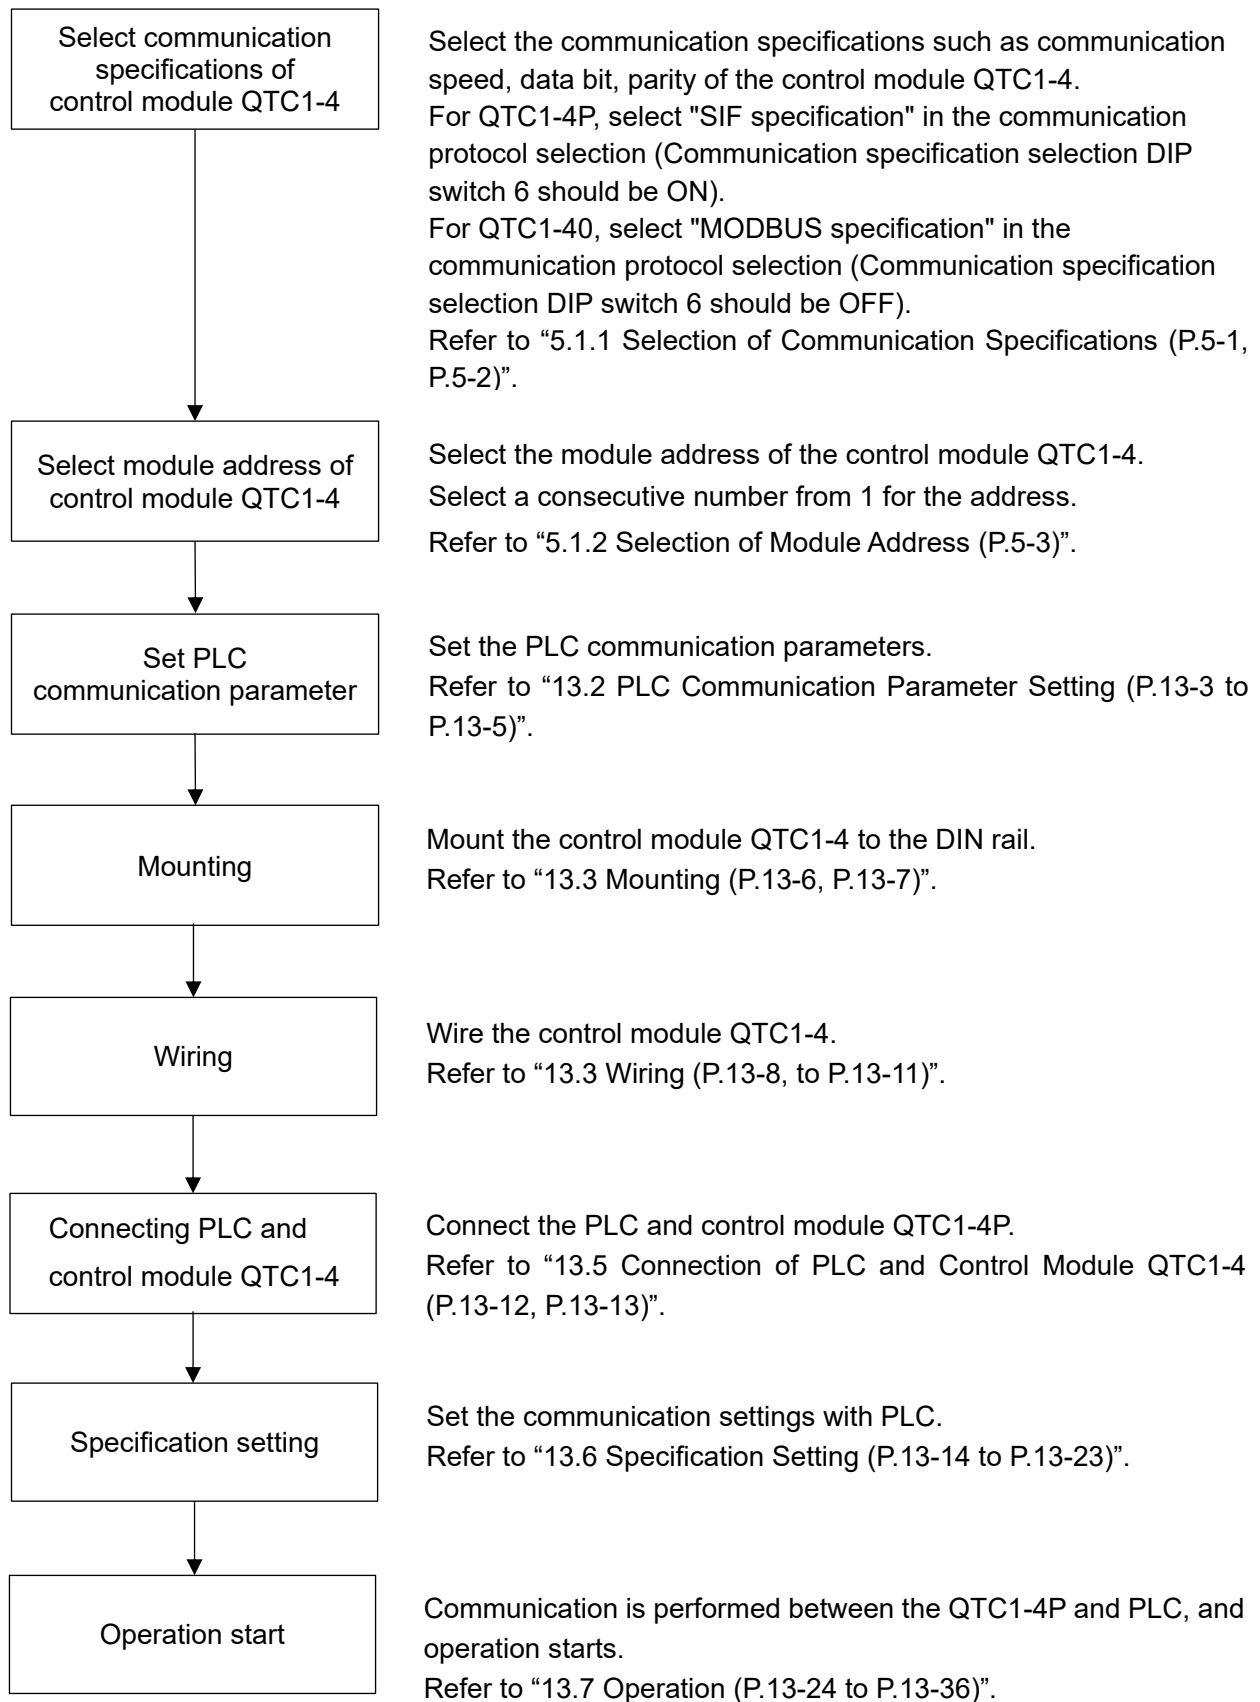 Select communication
specifications of
control module QTC1-4
Select the communication specifications such as communication
speed, data bit, parity of the control module QTC1-4.
For QTC1-4P, select "SIF specification" in the communication
protocol selection (Communication specification selection DIP
switch 6 should be ON).
For QTC1-40, select "MODBUS specification" in the
communication protocol selection (Communication specification
selection DIP switch 6 should be OFF).
Refer to “5.1.1 Selection of Communication Specifications (P.5-1,
P.5-2)”.
Select module address of
control module QTC1-4
Select the module address of the control module QTC1-4.
Select a consecutive number from 1 for the address.
Refer to “5.1.2 Selection of Module Address (P.5-3)”.
Set PLC
communication parameter
Set the PLC communication parameters.
Refer to “13.2 PLC Communication Parameter Setting (P.13-3 to
P.13-5)”.
Mounting
Mount the control module QTC1-4 to the DIN rail.
Refer to “13.3 Mounting (P.13-6, P.13-7)”.
Wiring
Wire the control module QTC1-4.
Refer to “13.3 Wiring (P.13-8, to P.13-11)”.
Connecting PLC and
control module QTC1-4
Connect the PLC and control module QTC1-4P.
Refer to “13.5 Connection of PLC and Control Module QTC1-4
(P.13-12, P.13-13)”.
Specification setting
Set the communication settings with PLC.
Refer to “13.6 Specification Setting (P.13-14 to P.13-23)”.
Operation start
Communication is performed between the QTC1-4P and PLC, and
operation starts.
Refer to “13.7 Operation (P.13-24 to P.13-36)”.